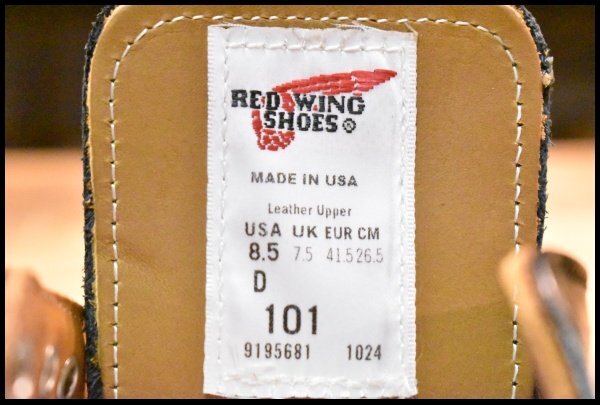 RED WING
SHOES®
MADE IN USA
Leather Upper
USA UK EUR CM
8.5 7.5 41.5 26.5
D
101
9195681 1024